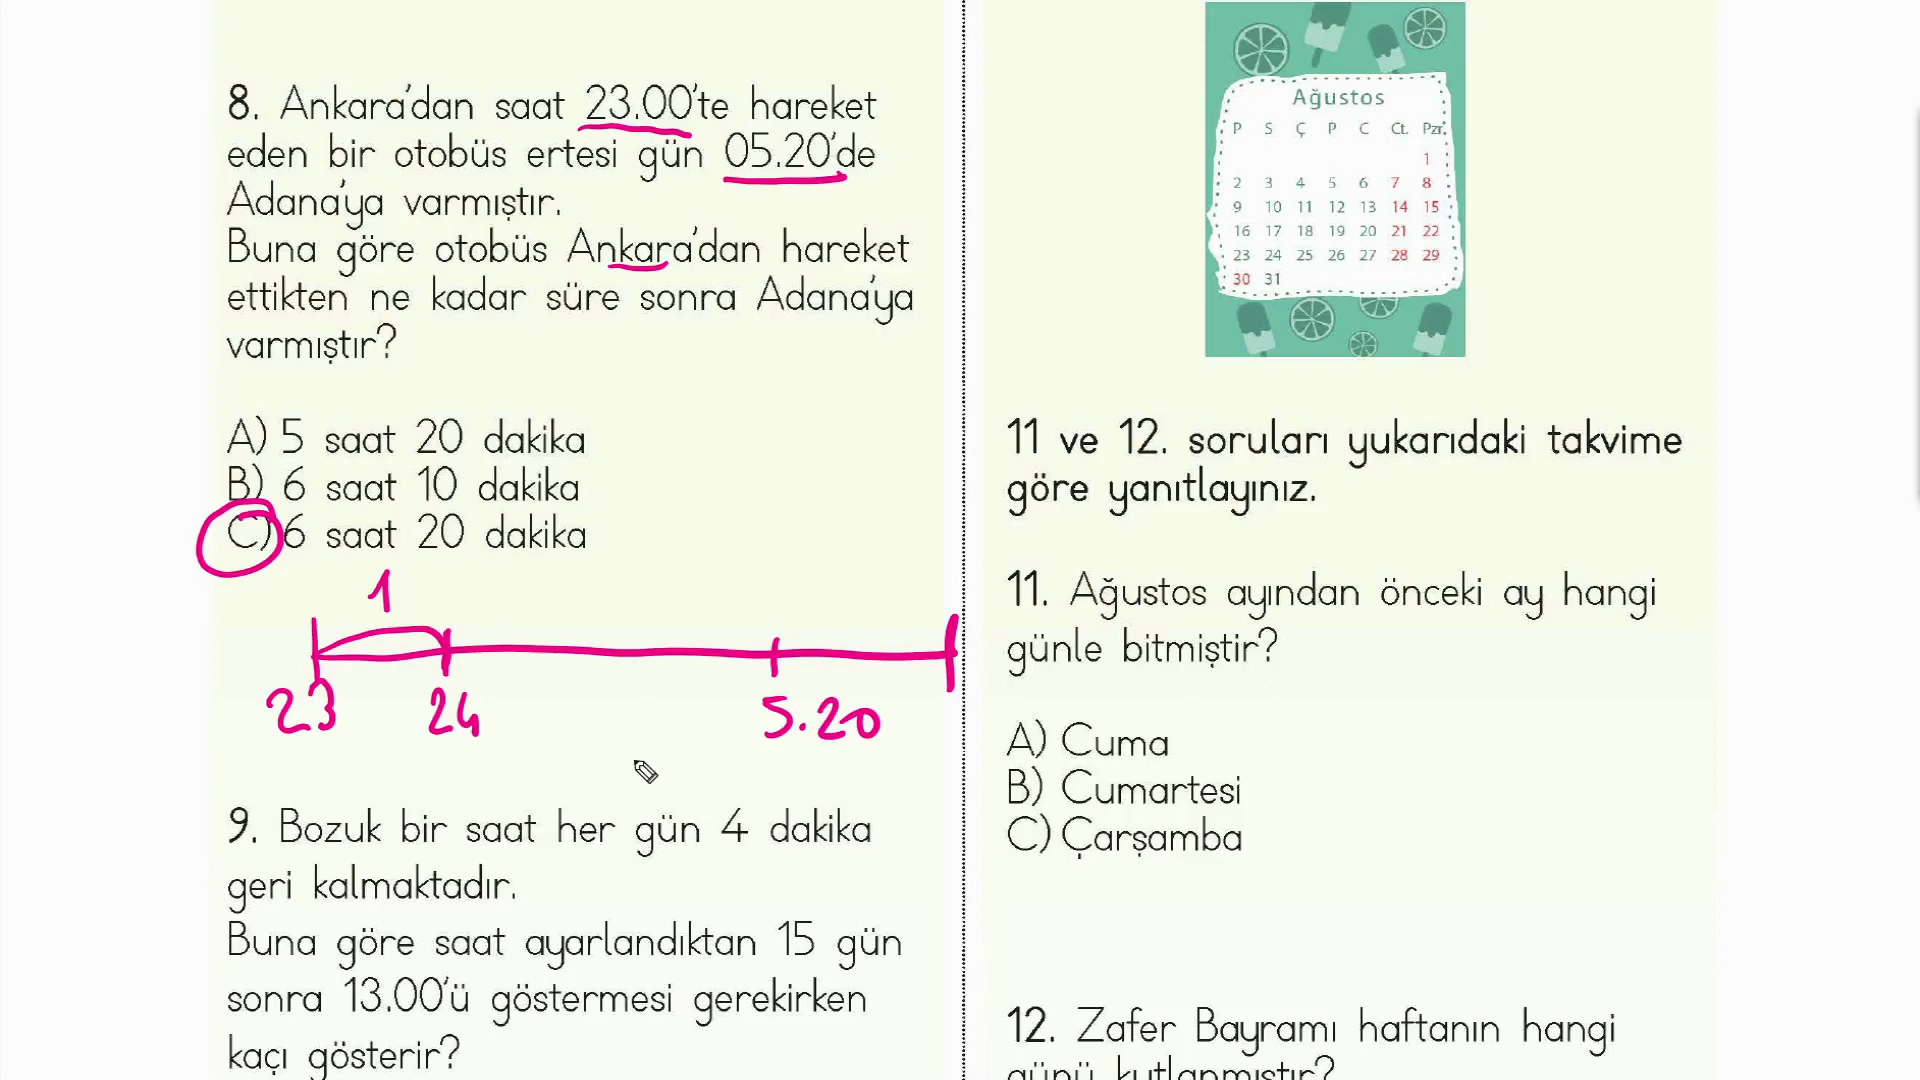 8. Ankara'dan saat 23.00'te hareket
eden bir otobüs ertesi gün 05.20'de
Adana'ya varmıştır.
Buna göre otobüs Ankara'dan hareket
ettikten ne kadar süre sonra Adana'ya
varmıştır?
A) 5 saat 20 dakika
B) 6 saat 10 dakika
C) 6 saat 20 dakika
1
23 24 5.20
9. Bozuk bir saat her gün 4 dakika
geri kalmaktadır.
Buna göre saat ayarlandıktan 15 gün
sonra 13.00'ü göstermesi gerekirken
kaçı gösterir?
Ağustos
P S Ç P C Ct. Pzr.
1
2 3 4 5 6 7 8
9 10 11 12 13 14 15
16 17 18 19 20 21 22
23 24 25 26 27 28 29
30 31
11 ve 12. soruları yukarıdaki takvime
göre yanıtlayınız.
11. Ağustos ayından önceki ay hangi
günle bitmiştir?
A) Cuma
B) Cumartesi
C) Çarşamba
12. Zafer Bayramı haftanın hangi
günü kutlanmıştır?